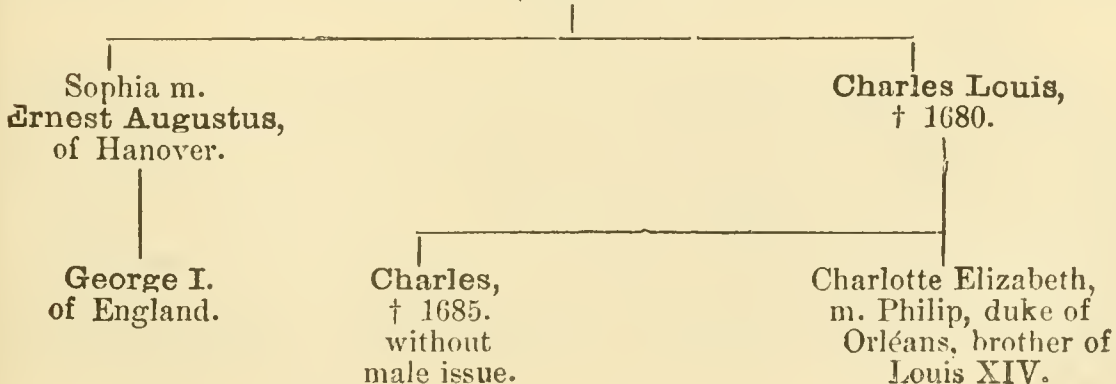 Sophia m.
Ernest Augustus,
of Hanover.
Charles Louis,
† 1680.
George I.
of England.
Charles,
† 1685.
without
male issue.
Charlotte Elizabeth,
m. Philip, duke of
Orléans, brother of
Louis XIV.